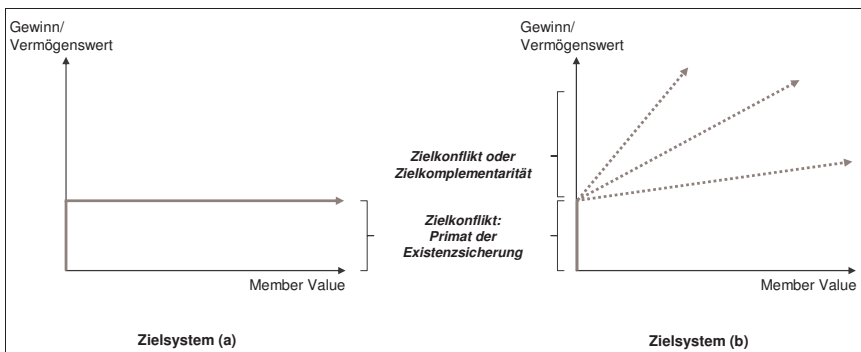 Gewinn/
Vermögenswert
Member Value
Zielsystem (a)
Zielkonflikt oder
Zielkomplementarität
Zielkonflikt:
Primat der
Existenzsicherung
Gewinn/
Vermögenswert
Member Value
Zielsystem (b)